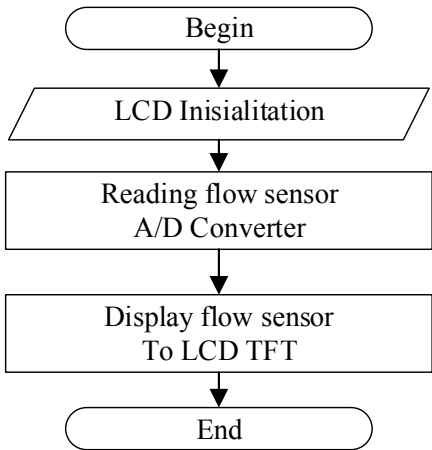 Begin
LCD Inisialitation
Reading flow sensor
A/D Converter
Display flow sensor
To LCD TFT
End